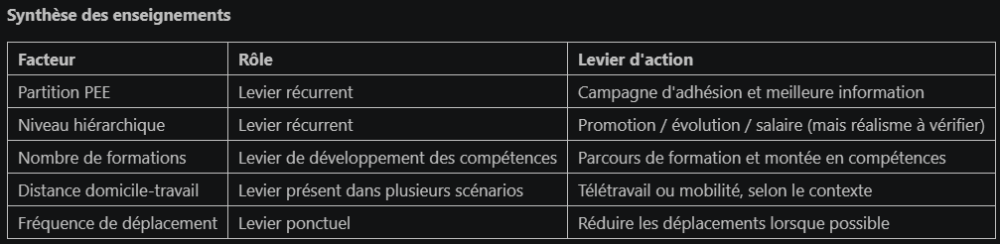 Synthèse des enseignements
Facteur Rôle Levier d'action
Partition PEE Levier récurrent Campagne d'adhésion et meilleure information
Niveau hiérarchique Levier récurrent Promotion / évolution / salaire (mais réalisme à vérifier)
Nombre de formations Levier de développement des compétences Parcours de formation et montée en compétences
Distance domicile-travail Levier présent dans plusieurs scénarios Télétravail ou mobilité, selon le contexte
Fréquence de déplacement Levier ponctuel Réduire les déplacements lorsque possible